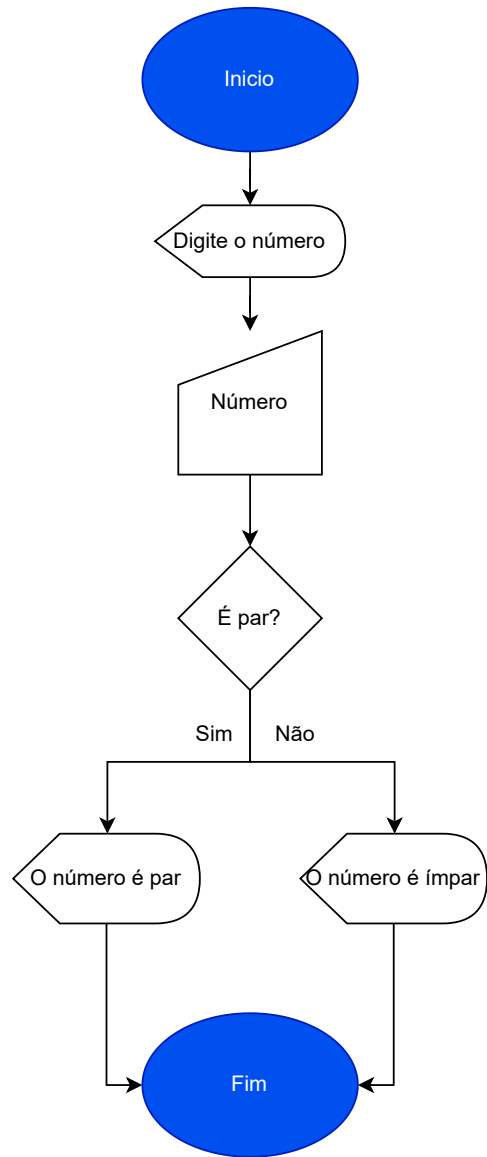 Inicio
Digite o número
Número
É par?
Sim
Não
O número é par
O número é ímpar
Fim